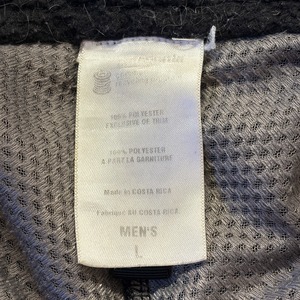 100% POLYESTER
EXCLUSIVE OF TRIM
100% POLYESTER
A PART LA GARNITURE
Made in COSTA RICA
Fabriqué au COSTA RICA
MEN'S
L